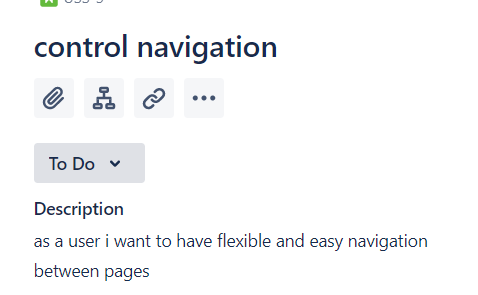 control navigation
To Do
Description
as a user i want to have flexible and easy navigation
between pages